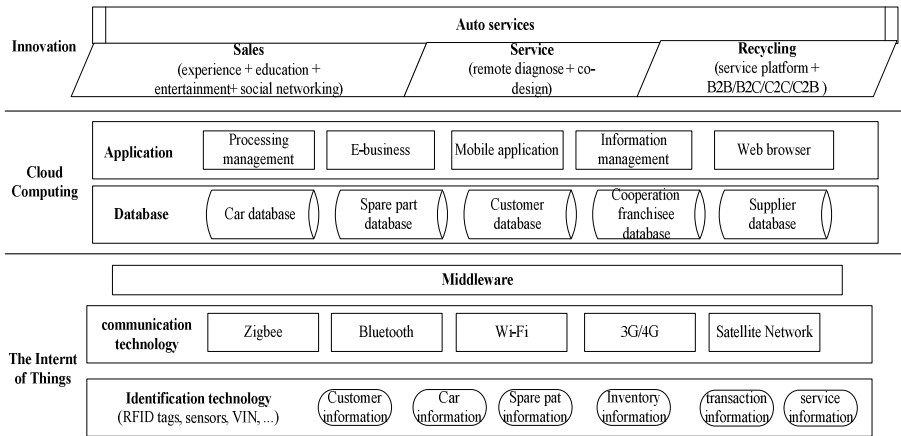 Auto services
Innovation
Sales
(experience + education +
entertainment+ social networking)
Service
(remote diagnose + co-
design)
Recycling
(service platform +
B2B/B2C/C2C/C2B )
Cloud
Computing
Application
Processing
management
E-business
Mobile application
Information
management
Web browser
Database
Car database
Spare part
database
Customer
database
Cooperation
franchisee
database
Supplier
database
The Internt
of Things
Middleware
communication
technology
Zigbee
Bluetooth
Wi-Fi
3G/4G
Satellite Network
Identification technology
(RFID tags, sensors, VIN, ...)
Customer
information
Car
information
Spare pat
information
Inventory
information
transaction
information
service
information